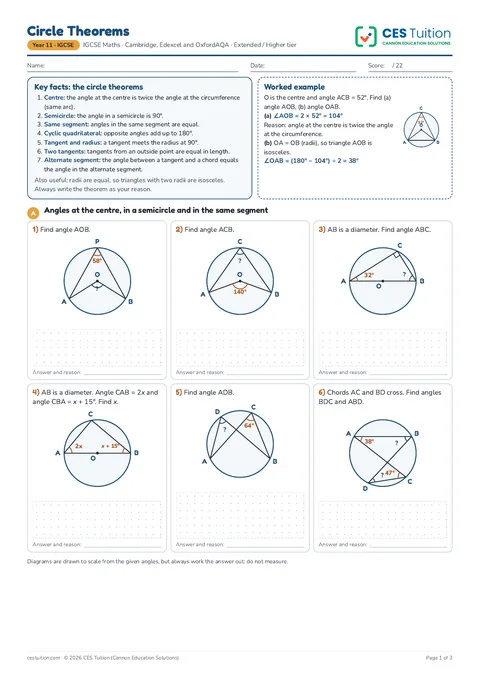 Circle Theorems
Year 11 · IGCSE IGCSE Maths · Cambridge, Edexcel and OxfordAQA · Extended / Higher tier
CES Tuition
CANNON EDUCATION SOLUTIONS
Name: Date: Score: / 22
Key facts: the circle theorems
1. Centre: the angle at the centre is twice the angle at the circumference
(same arc).
2. Semicircle: the angle in a semicircle is 90°.
3. Same segment: angles in the same segment are equal.
4. Cyclic quadrilateral: opposite angles add up to 180°.
5. Tangent and radius: a tangent meets the radius at 90°.
6. Two tangents: tangents from an outside point are equal in length.
7. Alternate segment: the angle between a tangent and a chord equals
the angle in the alternate segment.
Also useful: radii are equal, so triangles with two radii are isosceles.
Always write the theorem as your reason.
Worked example
O is the centre and angle ACB = 52°. Find (a)
angle AOB, (b) angle OAB.
(a) ∠AOB = 2 × 52° = 104°
Reason: angle at the centre is twice the angle
at the circumference.
(b) OA = OB (radii), so triangle AOB is
isosceles.
∠OAB = (180° − 104°) ÷ 2 = 38°
C
A B
A Angles at the centre, in a semicircle and in the same segment
1) Find angle AOB.
P
58°
O
?
A B
Answer and reason:
2) Find angle ACB.
C
?
O
140°
A B
Answer and reason:
3) AB is a diameter. Find angle ABC.
C
32° ?
A B
O
Answer and reason:
4) AB is a diameter. Angle CAB = 2x and
angle CBA = x + 15°. Find x.
C
2x x + 15°
A B
O
Answer and reason:
5) Find angle ADB.
D C
? 64°
A B
Answer and reason:
6) Chords AC and BD cross. Find angles
BDC and ABD.
A B
38° ?
? 47°
D C
Answer and reason:
Diagrams are drawn to scale from the given angles, but always work the answer out; do not measure.
cestuition.com © 2026 CES Tuition (Cannon Education Solutions) Page 1 of 3